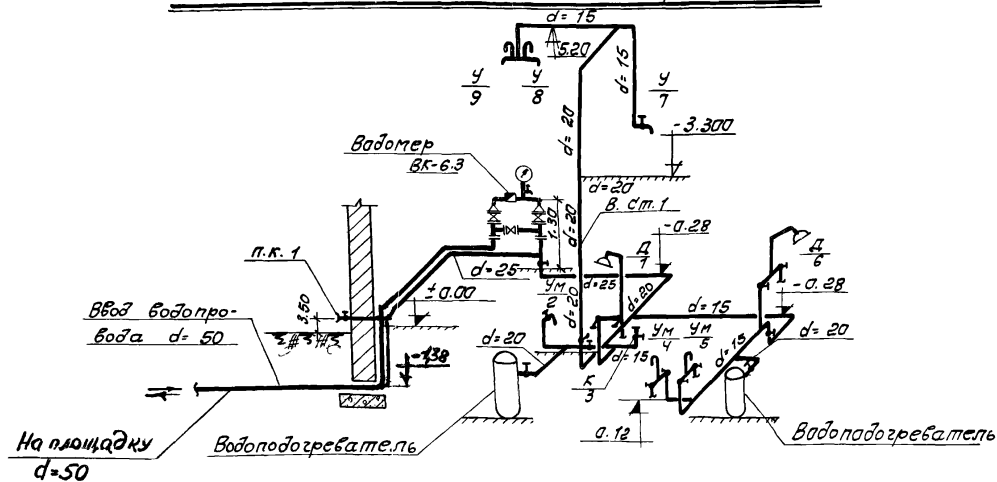 d=15
5.20
У
9
У
8
d=15
У
7
d=20
-3.300
Вадомер
ВК-6.3
d=20
1.30
d=20
В. Ст.1
-0.28
Д
1
Д
6
п.к. 1
d=25
Ум
2
d=25
d=20
-0.28
3.50
±0.00
d=20
d=15
Ввод водопро-
вода d= 50
Ум
4
Ум
5
d=20
d=20
d=15
d=15
-1,38
К
3
0.12
На площадку
d=50
Водоподогреватель
Водоподогреватель